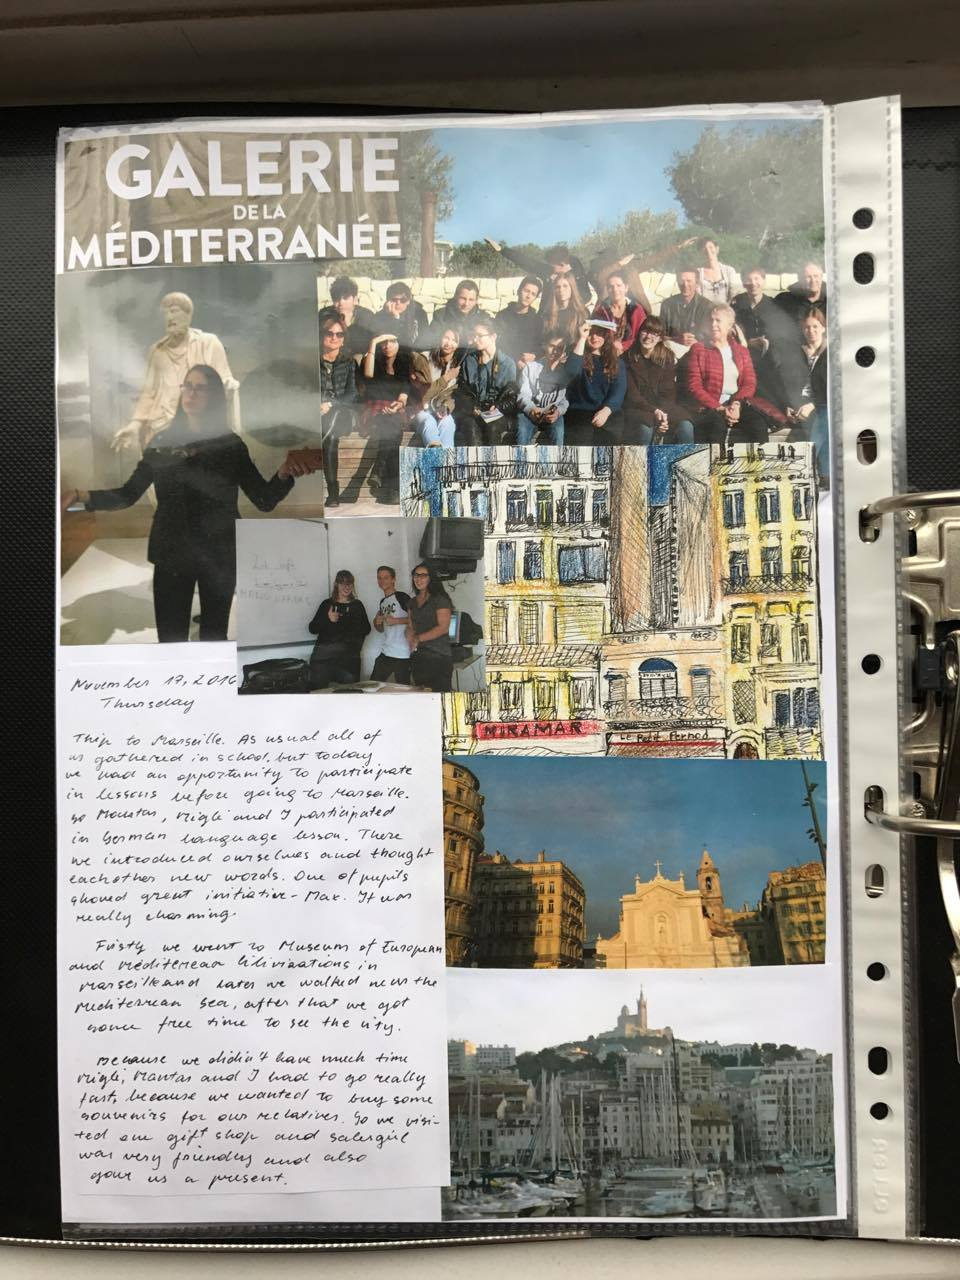 GALERIE
DE LA
MÉDITERRANÉE
MIRAMAR
Le Petit Pernod
November 17, 2016
Thursday
Trip to Marseille. As usual all of
us gathered in school, but today
we had an opportunity to participate
in lessons before going to Marseille.
So Mantas, Miglė and I participated
in German language lesson. There
we introduced ourselves and thought
eachother new words. One of pupils
showed great initiative - Max. It was
really charming.
Firstly we went to Museum of European
and Mediterean in
Marseille and later we walked near the
Mediterrean sea, after that we got
some free time to see the city.
Because we didn't have much time
Miglė, Mantas and I had to go really
fast, because we wanted to buy some
souvenirs for our relatives. So we visi-
ted one gift shop and salesgirl
was very friendly and also
gave us a present.